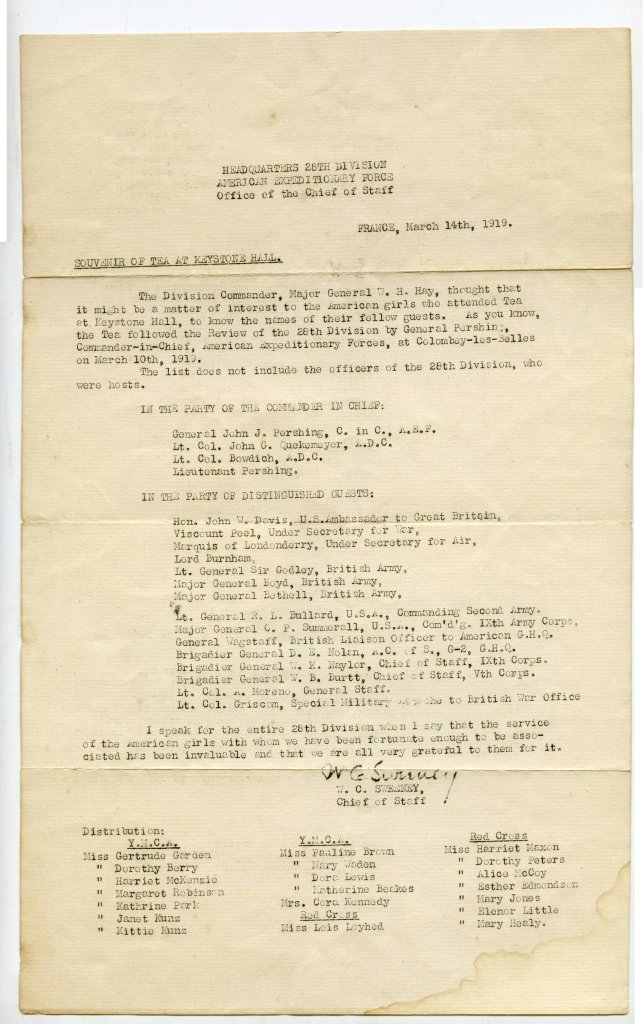 HEADQUARTERS 28TH DIVISION
AMERICAN EXPEDITIONARY FORCE
Office of the Chief of Staff
FRANCE, March 14th, 1919.
SOUVENIR OF TEA AT KEYSTONE HALL.
The Division Commander, Major General W. H. Hay, thought that
it might be a matter of interest to the American girls who attended Tea
at Keystone Hall, to know the names of their fellow guests. As you know,
the Tea followed the Review of the 28th Division by General Pershing,
Commander-in-Chief, American Expeditionary Forces, at Colombey-les-Belles
on March 10th, 1919.
The list does not include the officers of the 28th Division, who
were hosts.
IN THE PARTY OF THE COMMANDER IN CHIEF:
General John J. Pershing, C. in C., A.E.F.
Lt. Col. John G. Quekemeyer, A.D.C.
Lt. Col. Bowdich, A.D.C.
Lieutenant Pershing.
IN THE PARTY OF DISTINGUISHED GUESTS:
Hon. John W. Davis, U.S.Ambassador to Great Britain,
Viscount Peel, Under Secretary for War,
Marquis of Londonderry, Under Secretary for Air,
Lord Burnham,
Lt. General Sir Godley, British Army,
Major General Boyd, British Army,
Major General Bethell, British Army,
Lt. General R. L. Bullard, U.S.A., Commanding Second Army.
Major General C. P. Summerall, U.S.A., Com'd'g. IXth Army Corps.
General Wagstaff, British Liaison Officer to American G.H.Q.
Brigadier General D. E. Nolan, A.C. of S., G-2, G.H.Q.
Brigadier General W. K. Naylor, Chief of Staff, IXth Corps.
Brigadier General W. B. Burtt, Chief of Staff, Vth Corps.
Lt. Col. A. Moreno, General Staff.
Lt. Col. Griscom, Special Military Attache to British War Office
I speak for the entire 28th Division when I say that the service
of the American girls with whom we have been fortunate enough to be asso-
ciated has been invaluable and that we are all very grateful to them for it.
W C Sweeney
W. C. SWEENEY,
Chief of Staff
Distribution:
Y.M.C.A.
Miss Gertrude Garden
" Dorothy Berry
" Harriet McKenzie
" Margaret Robinson
" Kathrine Park
" Janet Kunz
" Kittie Kunz
Y.M.C.A.
Miss Pauline Brown
" Mary Waden
" Dora Lewis
" Katherine Beakes
Mrs. Cora Kennedy
Red Cross
Miss Lois Loyhed
Red Cross
Miss Harriet Maxon
" Dorothy Peters
" Alice McCoy
" Esther Edmondson
" Mary Jones
" Elenor Little
" Mary Healy.